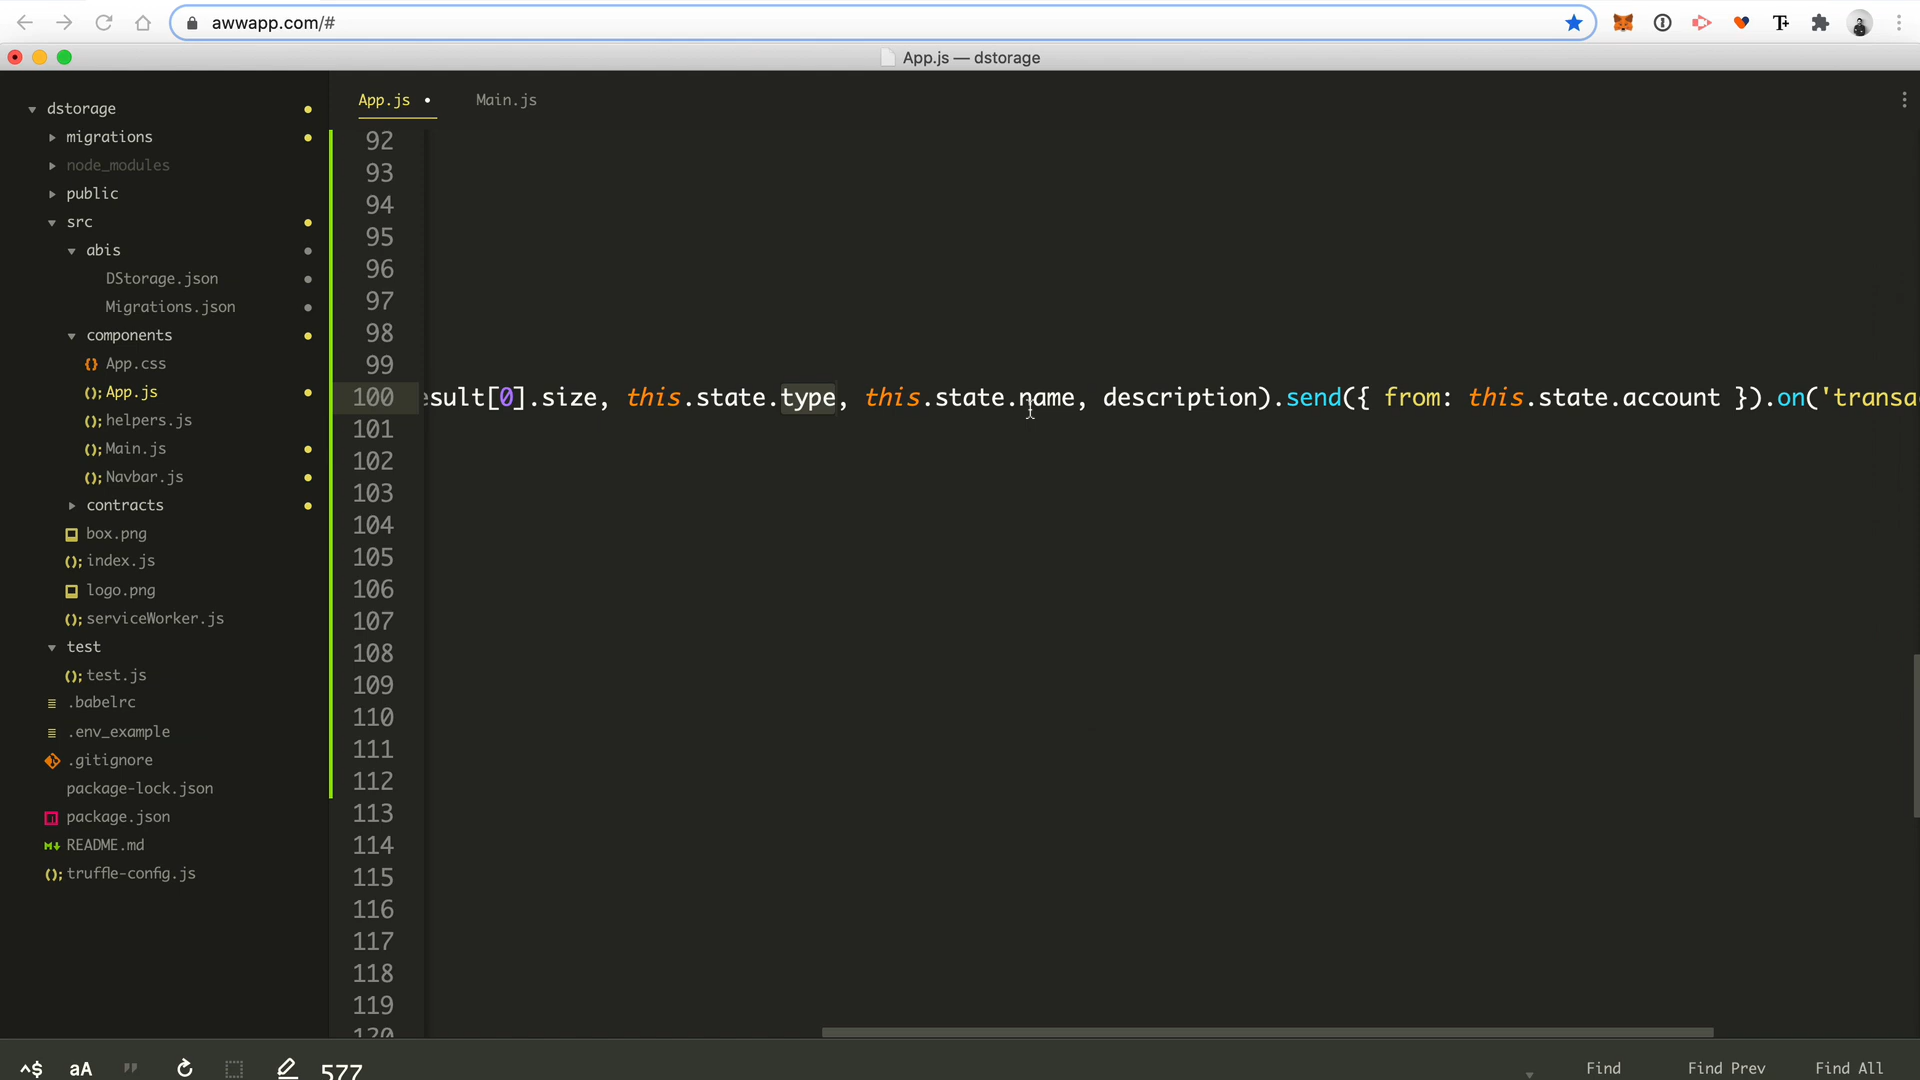 awwapp.com/#
App.js — dstorage
dstorage
migrations
node_modules
public
src
abis
DStorage.json
Migrations.json
components
App.css
App.js
helpers.js
Main.js
Navbar.js
contracts
box.png
index.js
logo.png
serviceWorker.js
test
test.js
.babelrc
.env_example
.gitignore
package-lock.json
package.json
README.md
truffle-config.js
App.js
Main.js
92
93
94
95
96
97
98
99
100 esult[0].size, this.state.type, this.state.name, description).send({ from: this.state.account }).on('transa
101
102
103
104
105
106
107
108
109
110
111
112
113
114
115
116
117
118
119
120
577
Find
Find Prev
Find All